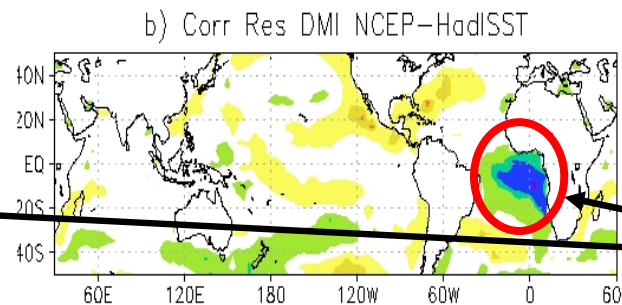 b) Corr Res DMI NCEP-HadISST
40N
20N
EQ
20S
40S
60E 120E 180 120W 60W 0 60